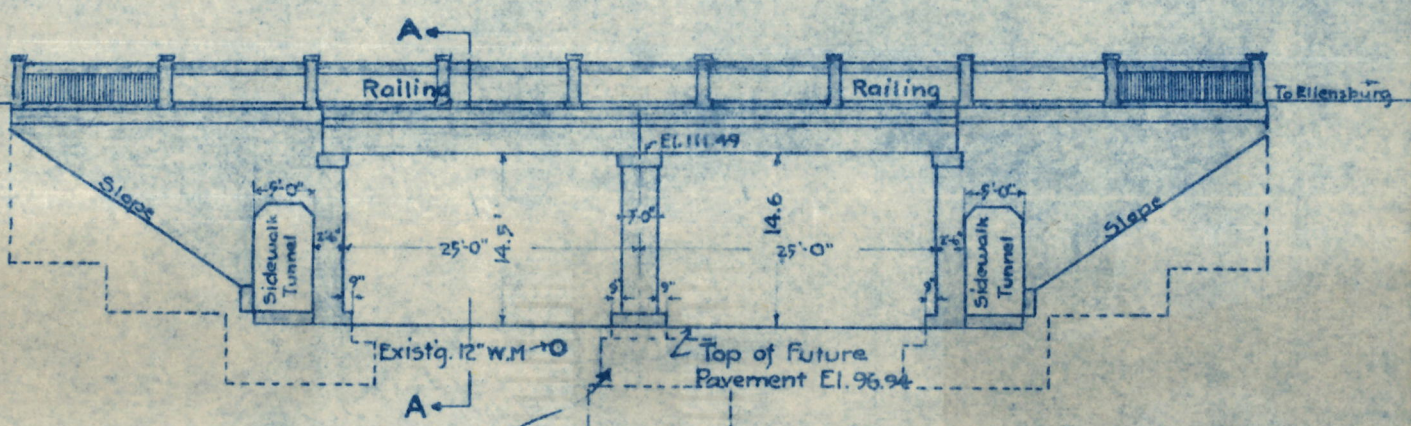 A
Railing
Railing
To Ellensburg
El. 111.49
Slope
5'-0"
Sidewalk
Tunnel
25'-0"
14.5'
3'-0"
14.6
25'-0"
5'-0"
Sidewalk
Tunnel
Slope
9"
9"
9"
9"
Exist'g. 12" W.M
Top of Future
Pavement El. 96.94
A